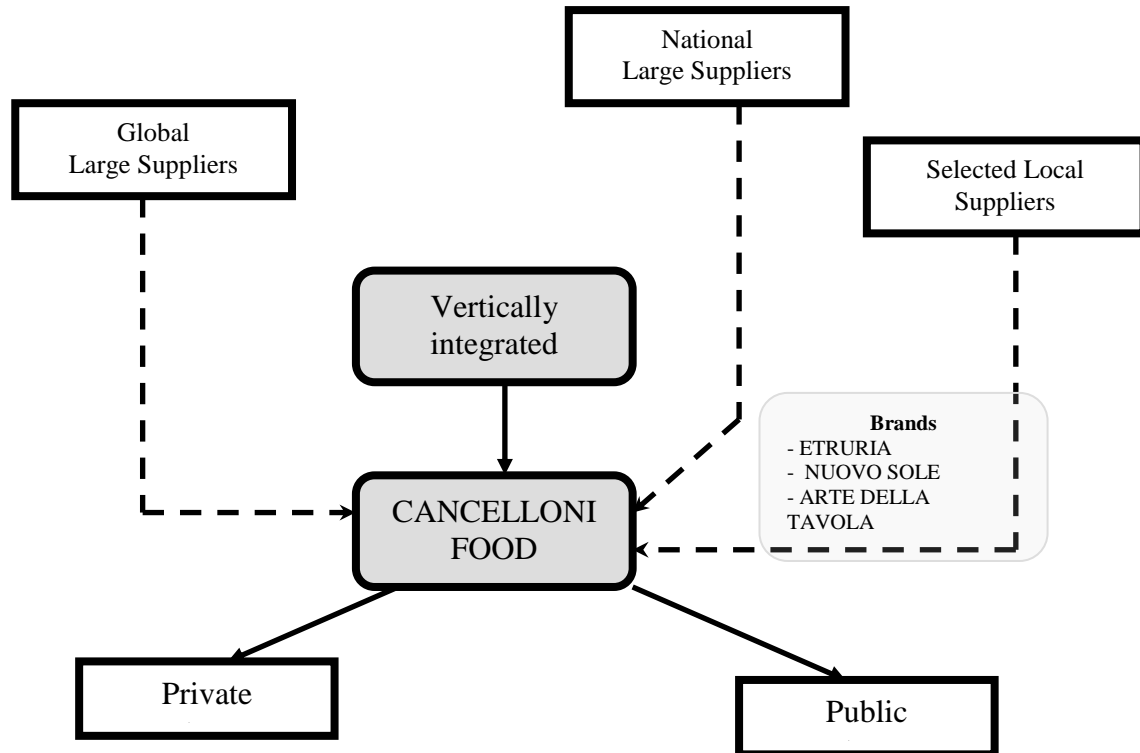 National
Large Suppliers
Global
Large Suppliers
Selected Local
Suppliers
Vertically
integrated
Brands
- ETRURIA
- NUOVO SOLE
- ARTE DELLA
TAVOLA
CANCELLONI
FOOD
Private
Public